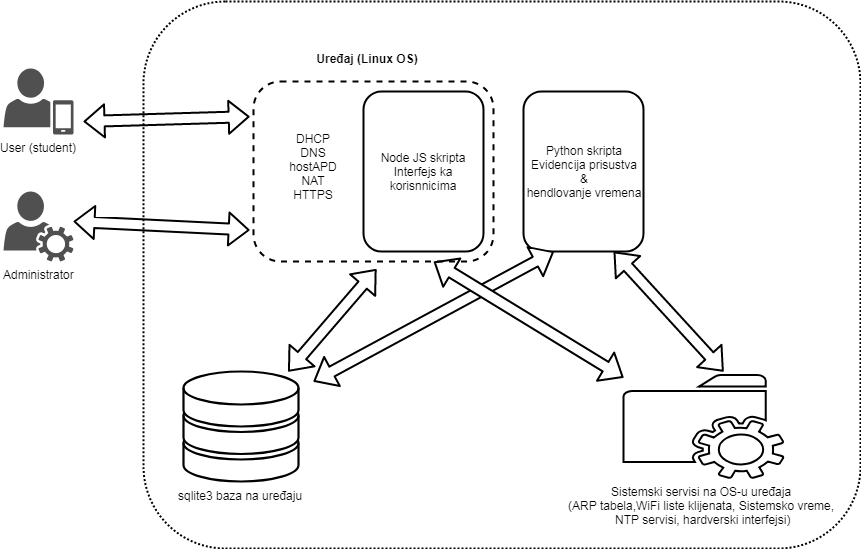 Uređaj (Linux OS)
User (student)
Administrator
DHCP
DNS
hostAPD
NAT
HTTPS
Node JS skripta
Interfejs ka
korisnnicima
Python skripta
Evidencija prisustva
&
hendlovanje vremena
sqlite3 baza na uređaju
Sistemski servisi na OS-u uređaja
(ARP tabela,WiFi liste klijenata, Sistemsko vreme,
NTP servisi, hardverski interfejsi)